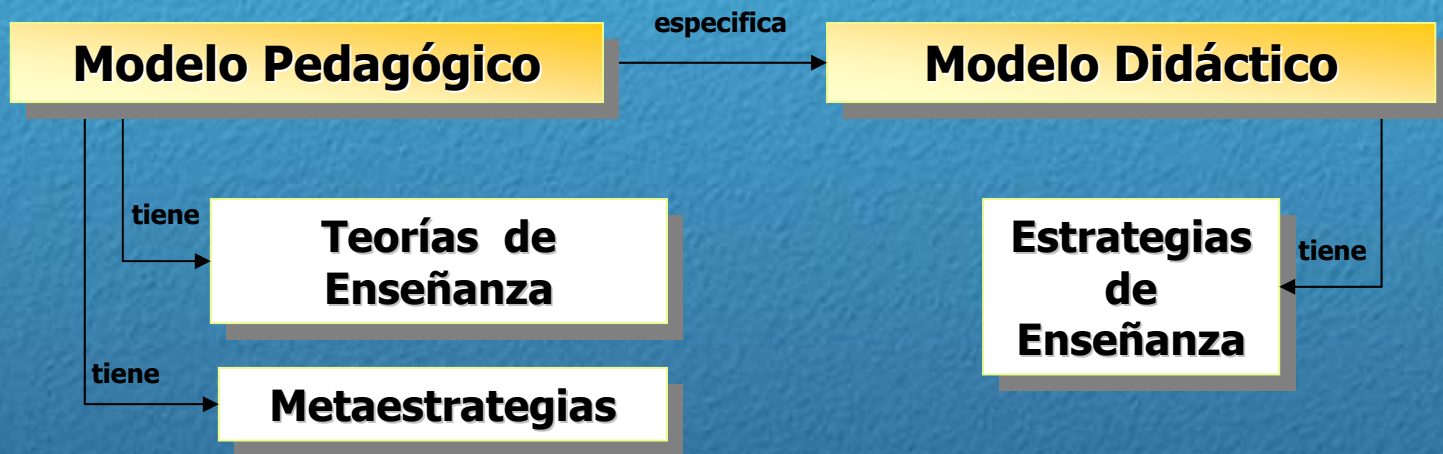 especifica
Modelo Pedagógico
Modelo Didáctico
tiene
Teorías de
Enseñanza
tiene
Metaestrategias
Estrategias
de
Enseñanza
tiene